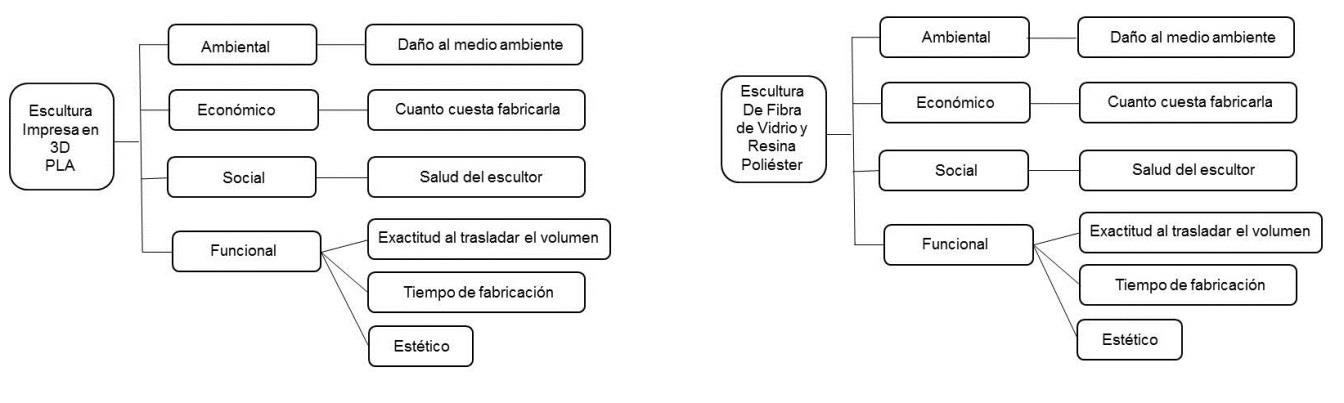 Escultura
Impresa en
3D
PLA
Ambiental
Daño al medio ambiente
Económico
Cuanto cuesta fabricarla
Social
Salud del escultor
Funcional
Exactitud al trasladar el volumen
Tiempo de fabricación
Estético
Escultura
De Fibra
de Vidrio y
Resina
Poliéster
Ambiental
Daño al medio ambiente
Económico
Cuanto cuesta fabricarla
Social
Salud del escultor
Funcional
Exactitud al trasladar el volumen
Tiempo de fabricación
Estético